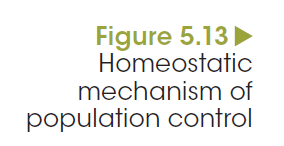 Figure 5.13 ▶
Homeostatic
mechanism of
population control